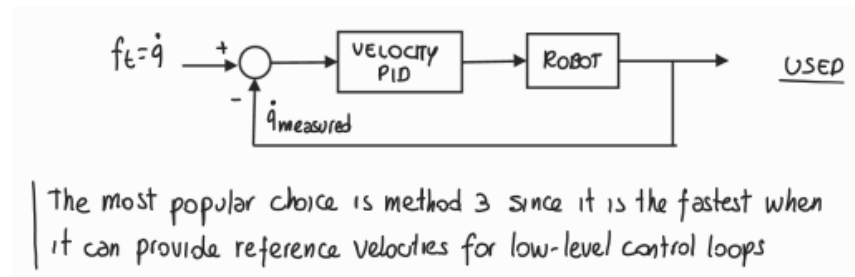 ft=q̇ + VELOCITY PID ROBOT USED
- q̇measured
The most popular choice is method 3 since it is the fastest when
it can provide reference velocities for low-level control loops